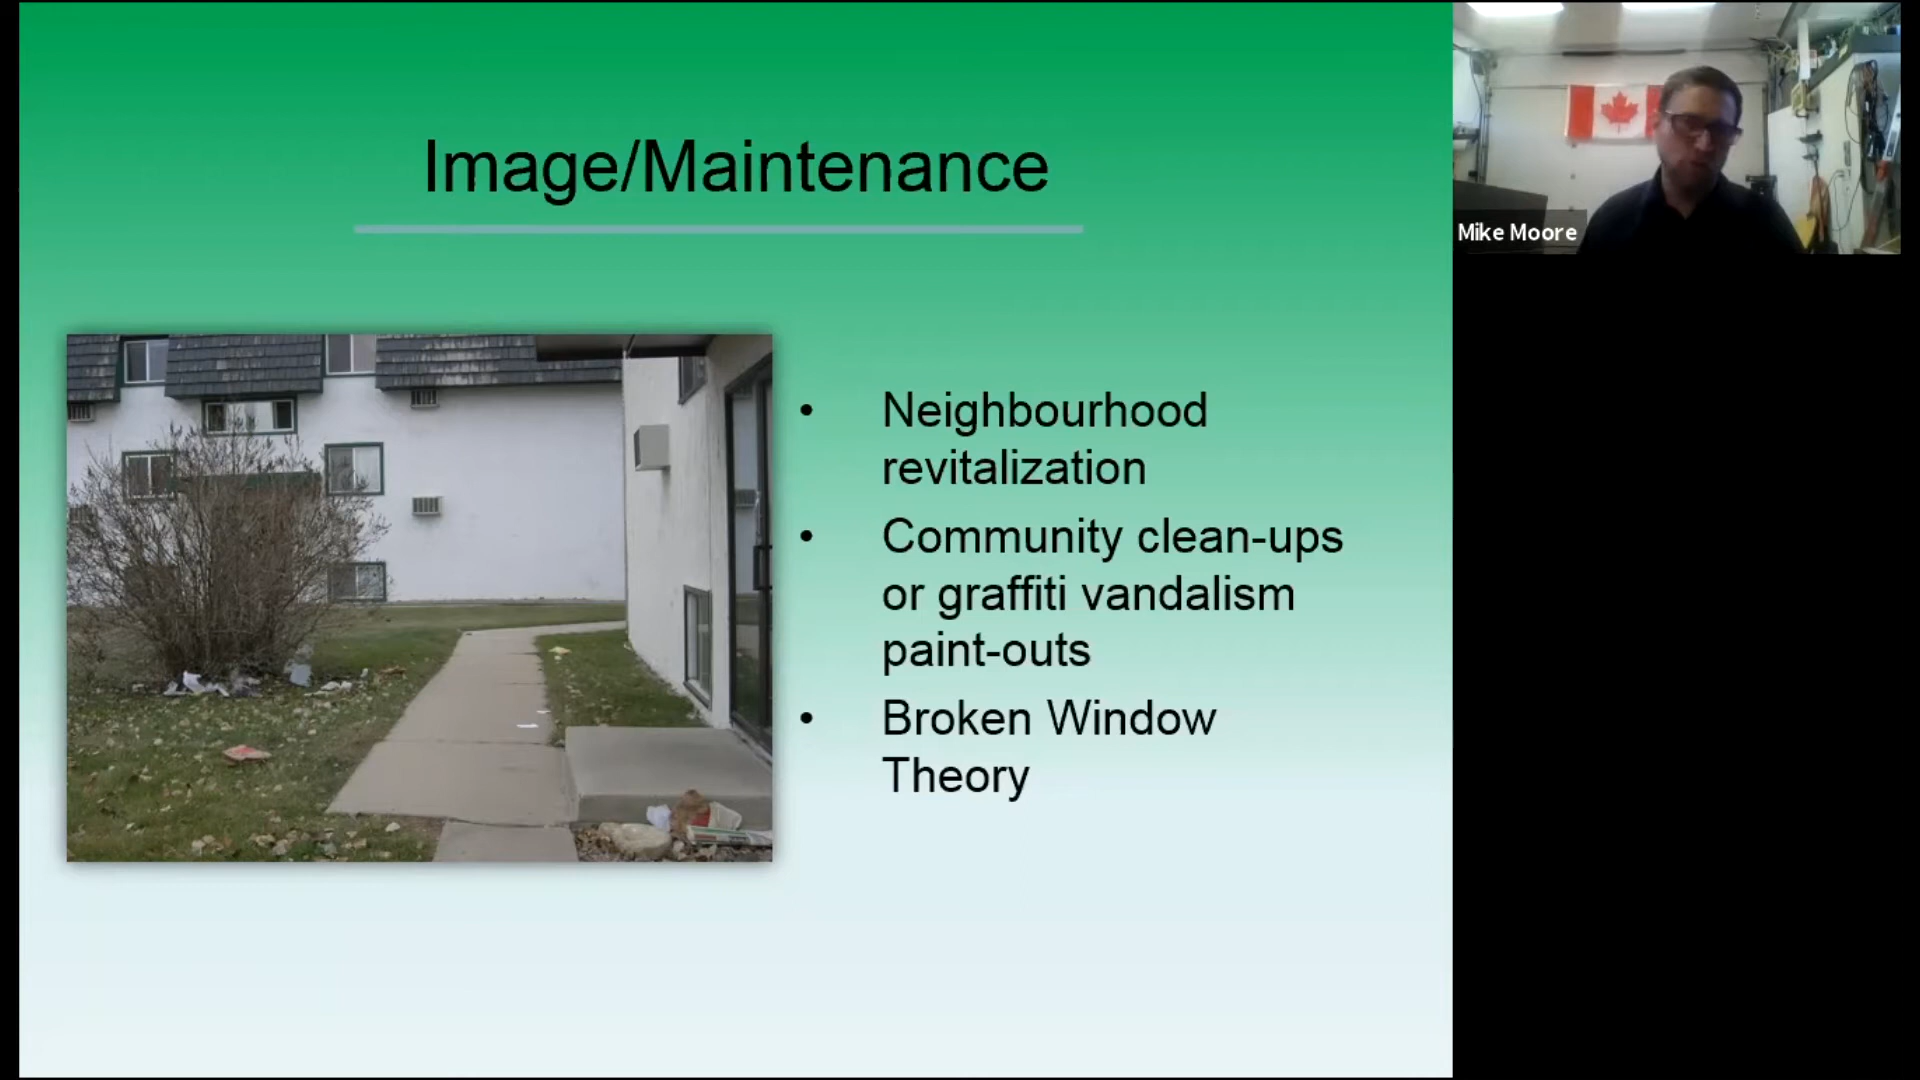 Image/Maintenance
Mike Moore
• Neighbourhood
revitalization
• Community clean-ups
or graffiti vandalism
paint-outs
• Broken Window
Theory